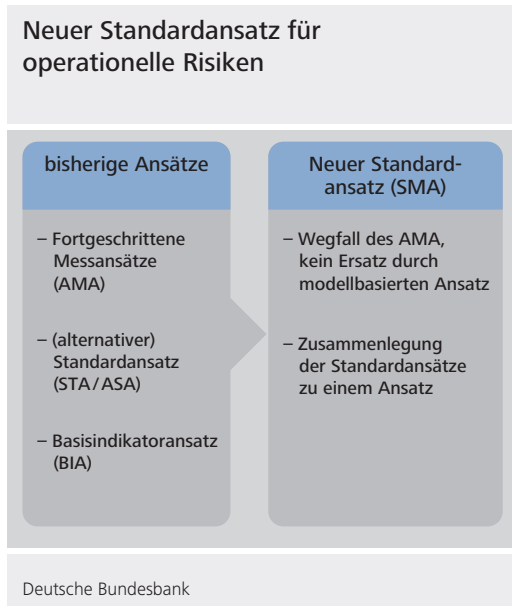 Neuer Standardansatz für
operationelle Risiken
bisherige Ansätze
– Fortgeschrittene
Messansätze
(AMA)
– (alternativer)
Standardansatz
(STA/ASA)
– Basisindikatoransatz
(BIA)
Neuer Standard-
ansatz (SMA)
– Wegfall des AMA,
kein Ersatz durch
modellbasierten Ansatz
– Zusammenlegung
der Standardansätze
zu einem Ansatz
Deutsche Bundesbank